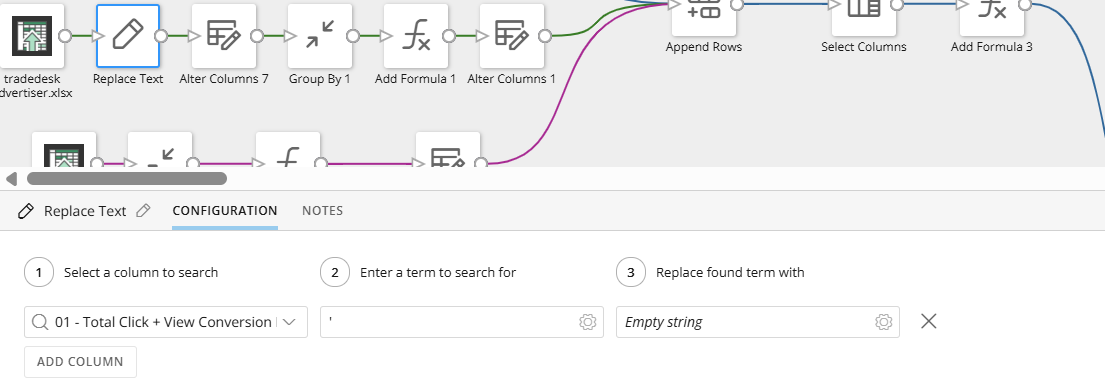 Append Rows
Select Columns
Add Formula 3
tradedesk
dvertiser.xlsx
Replace Text
Alter Columns 7
Group By 1
Add Formula 1
Alter Columns 1
Replace Text
CONFIGURATION
NOTES
1 Select a column to search
2 Enter a term to search for
3 Replace found term with
01 - Total Click + View Conversion
'
Empty string
ADD COLUMN